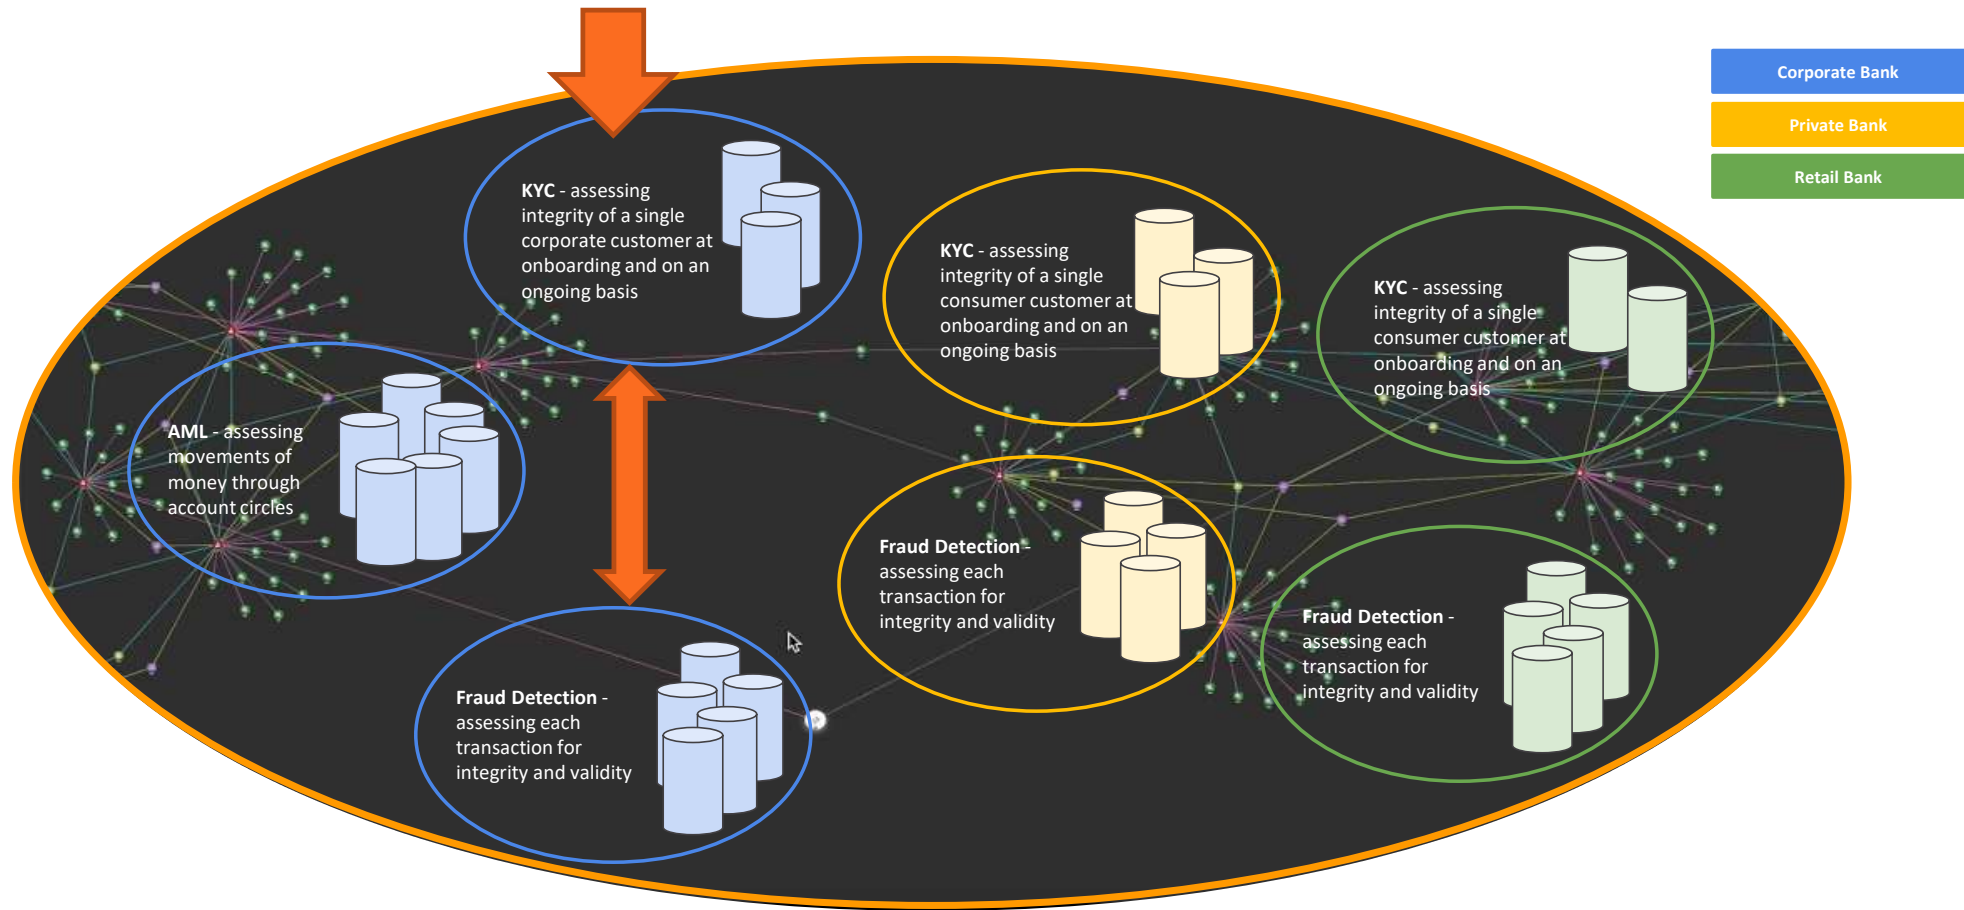 Corporate Bank
Private Bank
Retail Bank
KYC - assessing
integrity of a single
corporate customer at
onboarding and on an
ongoing basis
KYC - assessing
integrity of a single
consumer customer at
onboarding and on an
ongoing basis
KYC - assessing
integrity of a single
consumer customer at
onboarding and on an
ongoing basis
AML - assessing
movements of
money through
account circles
Fraud Detection -
assessing each
transaction for
integrity and validity
Fraud Detection -
assessing each
transaction for
integrity and validity
Fraud Detection -
assessing each
transaction for
integrity and validity